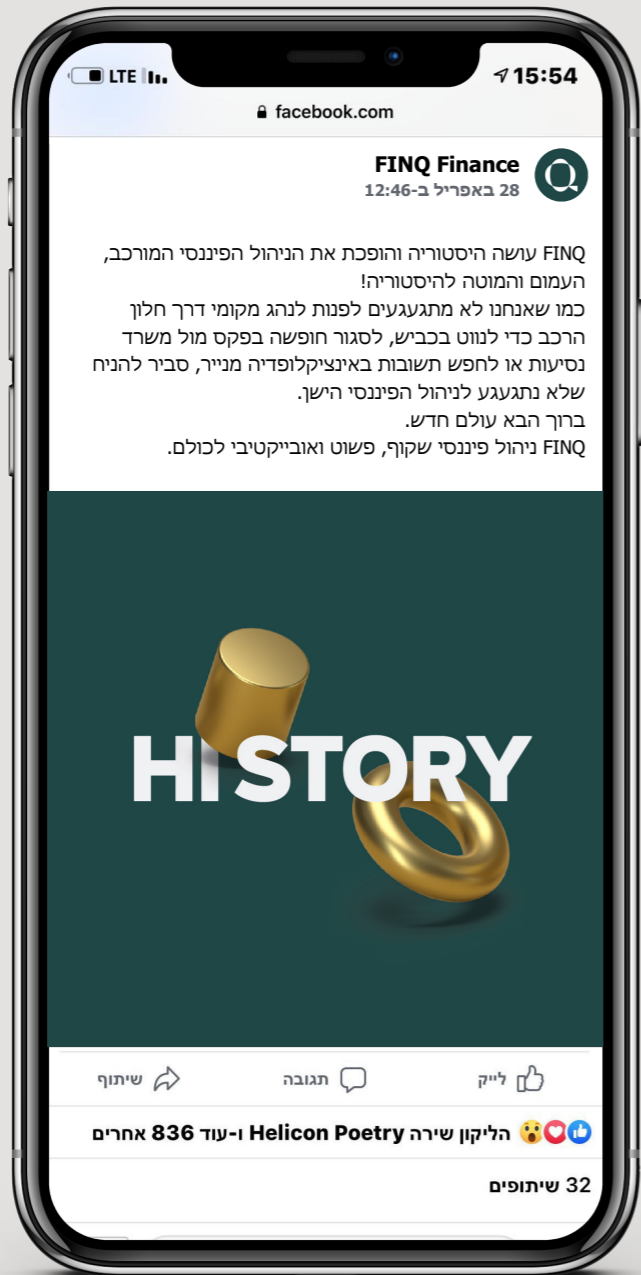 LTE
15:54
facebook.com
FINQ Finance
28 באפריל ב-12:46
FINQ עושה היסטוריה והופכת את הניהול הפיננסי המורכב,
העמום והמוטה להיסטוריה!
כמו שאנחנו לא מתגעגעים לפנות לנהג מקומי דרך חלון
הרכב כדי לנווט בכביש, לסגור חופשה בפקס מול משרד
נסיעות או לחפש תשובות באינציקלופדיה מנייר, סביר להניח
שלא נתגעגע לניהול הפיננסי הישן.
ברוך הבא עולם חדש.
FINQ ניהול פיננסי שקוף, פשוט ואובייקטיבי לכולם.
HISTORY
לייק תגובה שיתוף
הליקון שירה Helicon Poetry ו-עוד 836 אחרים
32 שיתופים